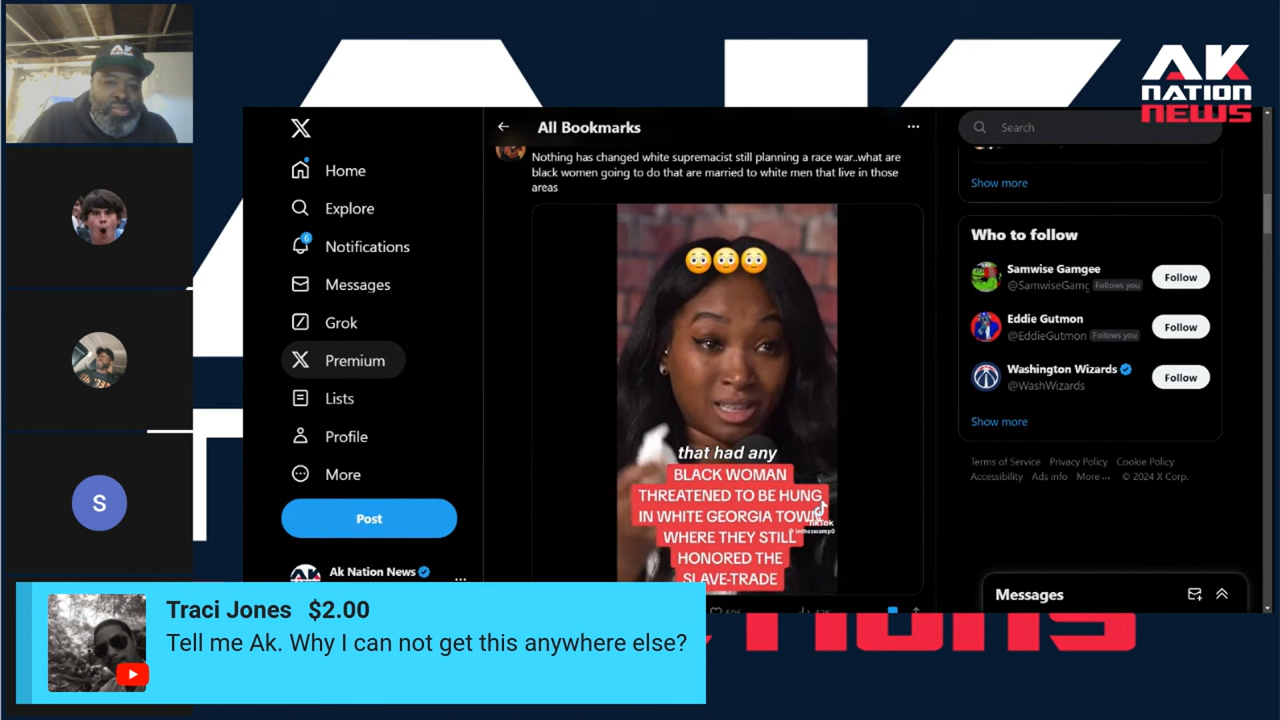 AK
NATION
NEWS
AK
NATION
All Bookmarks
Search
Nothing has changed white supremacist still planning a race war..what are
black women going to do that are married to white men that live in those
areas
Home
Explore
6
Notifications
Messages
Grok
Premium
Lists
Profile
More
Post
Ak Nation News
that had any
BLACK WOMAN
THREATENED TO BE HUNG
IN WHITE GEORGIA TOWN
WHERE THEY STILL
HONORED THE
SLAVE-TRADE
TikTok
Show more
Who to follow
Samwise Gamgee
@SamwiseGamg Follows you
Follow
Eddie Gutmon
@EddieGutmon Follows you
Follow
Washington Wizards
@WashWizards
Follow
Show more
Terms of Service Privacy Policy Cookie Policy
Accessibility Ads info More ··· © 2024 X Corp.
Messages
S
Traci Jones $2.00
Tell me Ak. Why I can not get this anywhere else?